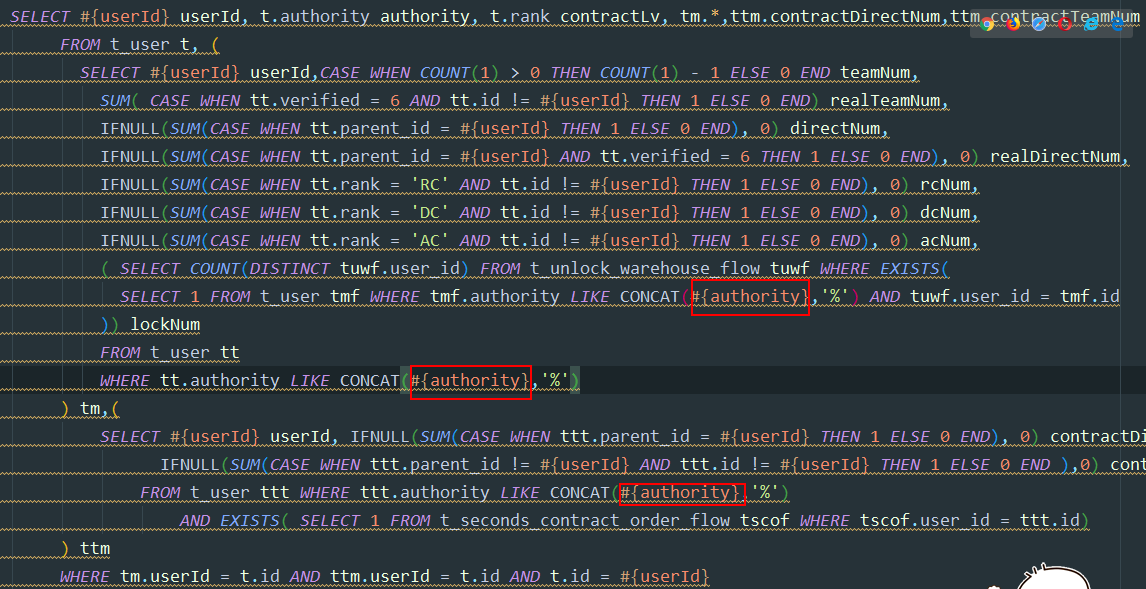 SELECT #{userId} userId, t.authority authority, t.rank contractLv, tm.*,ttm.contractDirectNum,ttm.contractTeamNum
FROM t_user t, (
SELECT #{userId} userId,CASE WHEN COUNT(1) > 0 THEN COUNT(1) - 1 ELSE 0 END teamNum,
SUM( CASE WHEN tt.verified = 6 AND tt.id != #{userId} THEN 1 ELSE 0 END) realTeamNum,
IFNULL(SUM(CASE WHEN tt.parent_id = #{userId} THEN 1 ELSE 0 END), 0) directNum,
IFNULL(SUM(CASE WHEN tt.parent_id = #{userId} AND tt.verified = 6 THEN 1 ELSE 0 END), 0) realDirectNum,
IFNULL(SUM(CASE WHEN tt.rank = 'RC' AND tt.id != #{userId} THEN 1 ELSE 0 END), 0) rcNum,
IFNULL(SUM(CASE WHEN tt.rank = 'DC' AND tt.id != #{userId} THEN 1 ELSE 0 END), 0) dcNum,
IFNULL(SUM(CASE WHEN tt.rank = 'AC' AND tt.id != #{userId} THEN 1 ELSE 0 END), 0) acNum,
( SELECT COUNT(DISTINCT tuwf.user_id) FROM t_unlock_warehouse_flow tuwf WHERE EXISTS(
SELECT 1 FROM t_user tmf WHERE tmf.authority LIKE CONCAT(#{authority},'%') AND tuwf.user_id = tmf.id
)) lockNum
FROM t_user tt
WHERE tt.authority LIKE CONCAT(#{authority},'%')
) tm,(
SELECT #{userId} userId, IFNULL(SUM(CASE WHEN ttt.parent_id = #{userId} THEN 1 ELSE 0 END), 0) contractDi
IFNULL(SUM(CASE WHEN ttt.parent_id != #{userId} AND ttt.id != #{userId} THEN 1 ELSE 0 END ),0) cont
FROM t_user ttt WHERE ttt.authority LIKE CONCAT(#{authority},'%')
AND EXISTS( SELECT 1 FROM t_seconds_contract_order_flow tscof WHERE tscof.user_id = ttt.id)
) ttm
WHERE tm.userId = t.id AND ttm.userId = t.id AND t.id = #{userId}